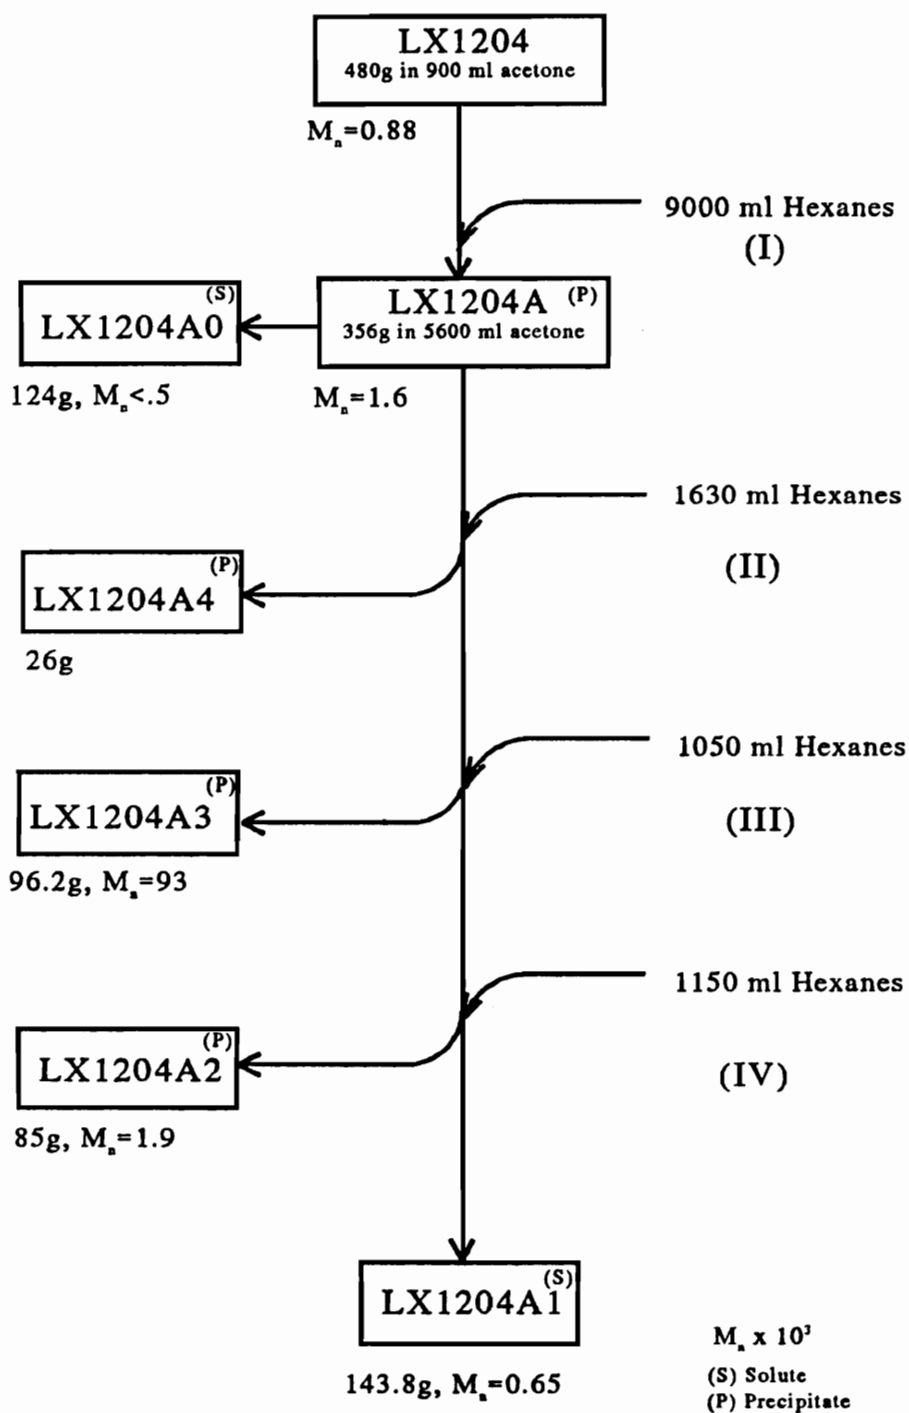 LX1204
480g in 900 ml acetone
Mn=0.88
9000 ml Hexanes
(I)
LX1204A (P)
356g in 5600 ml acetone
Mn=1.6
(S)
LX1204A0
124g, Mn<.5
1630 ml Hexanes
(II)
(P)
LX1204A4
26g
1050 ml Hexanes
(III)
(P)
LX1204A3
96.2g, Mn=93
1150 ml Hexanes
(IV)
(P)
LX1204A2
85g, Mn=1.9
(S)
LX1204A1
143.8g, Mn=0.65
Mn x 10³
(S) Solute
(P) Precipitate